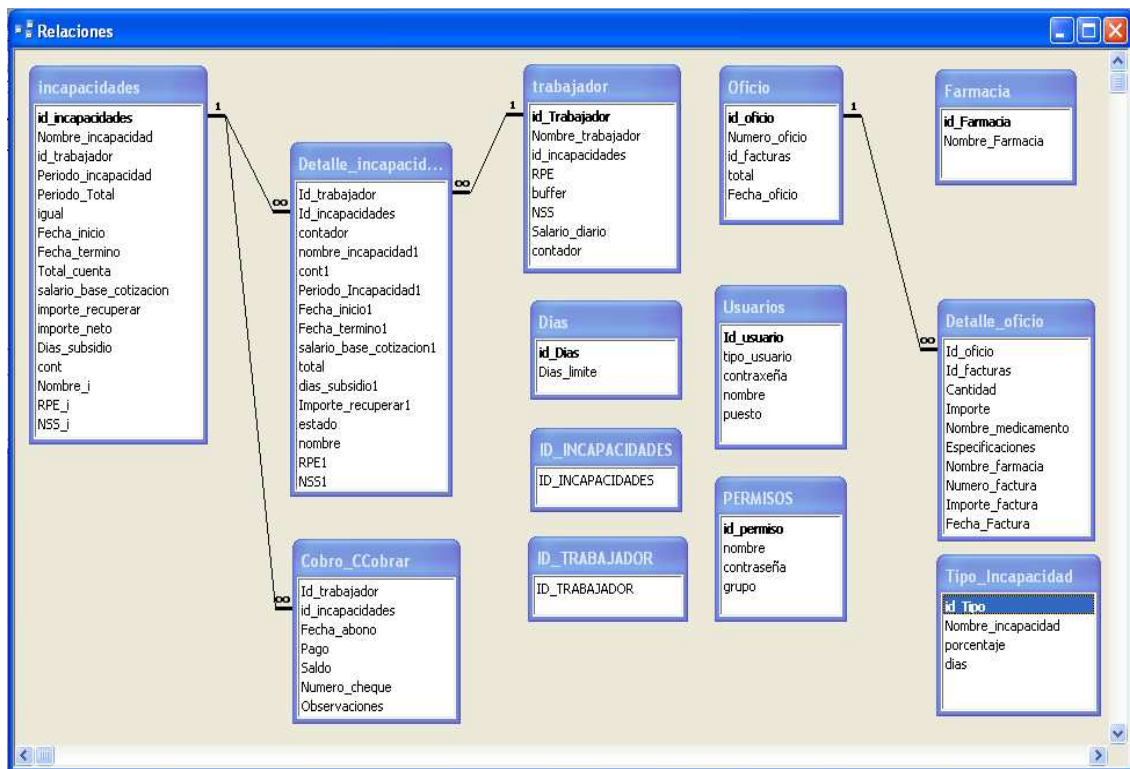 Relaciones
incapacidades
id_incapacidades
Nombre_incapacidad
id_trabajador
Periodo_incapacidad
Periodo_Total
igual
Fecha_inicio
Fecha_termino
Total_cuenta
salario_base_cotizacion
importe_recuperar
importe_neto
Dias_subsidio
cont
Nombre_i
RPE_i
NSS_i
1
∞
∞
Detalle_incapacid...
Id_trabajador
Id_incapacidades
contador
nombre_incapacidad1
cont1
Periodo_Incapacidad1
Fecha_inicio1
Fecha_termino1
salario_base_cotizacion1
total
dias_subsidio1
Importe_recuperar1
estado
nombre
RPE1
NSS1
∞
1
Cobro_CCobrar
Id_trabajador
id_incapacidades
Fecha_abono
Pago
Saldo
Numero_cheque
Observaciones
trabajador
id_Trabajador
Nombre_trabajador
id_incapacidades
RPE
buffer
NSS
Salario_diario
contador
Dias
id_Dias
Dias_limite
ID_INCAPACIDADES
ID_INCAPACIDADES
ID_TRABAJADOR
ID_TRABAJADOR
Oficio
id_oficio
Numero_oficio
id_facturas
total
Fecha_oficio
1
∞
Usuarios
Id_usuario
tipo_usuario
contraxeña
nombre
puesto
PERMISOS
id_permiso
nombre
contraseña
grupo
Farmacia
id_Farmacia
Nombre_Farmacia
Detalle_oficio
Id_oficio
Id_facturas
Cantidad
Importe
Nombre_medicamento
Especificaciones
Nombre_farmacia
Numero_factura
Importe_factura
Fecha_Factura
Tipo_Incapacidad
id_Tipo
Nombre_incapacidad
porcentaje
dias